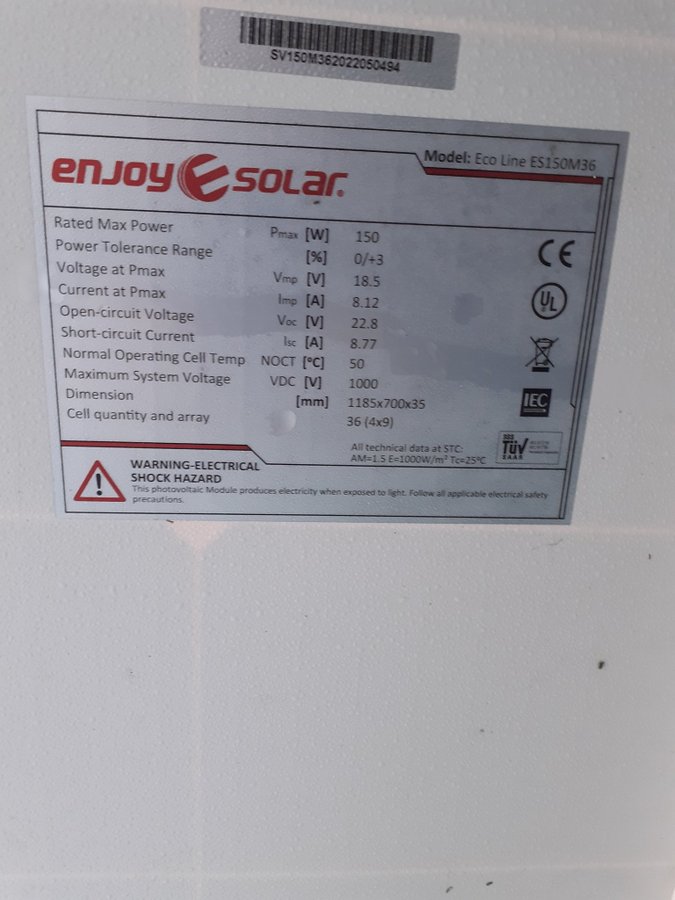 SV150M362022050494
enjoy solar.
Model: Eco Line ES150M36
Rated Max Power Pmax [W] 150
Power Tolerance Range [%] 0/+3
Voltage at Pmax Vmp [V] 18.5
Current at Pmax Imp [A] 8.12
Open-circuit Voltage Voc [V] 22.8
Short-circuit Current Isc [A] 8.77
Normal Operating Cell Temp NOCT [°C] 50
Maximum System Voltage VDC [V] 1000
Dimension [mm] 1185x700x35
Cell quantity and array 36 (4x9)
CE
UL
IEC
TÜV
All technical data at STC:
AM=1.5 E=1000W/m² Tc=25°C
WARNING-ELECTRICAL
SHOCK HAZARD
This photovoltaic Module produces electricity when exposed to light. Follow all applicable electrical safety
precautions.